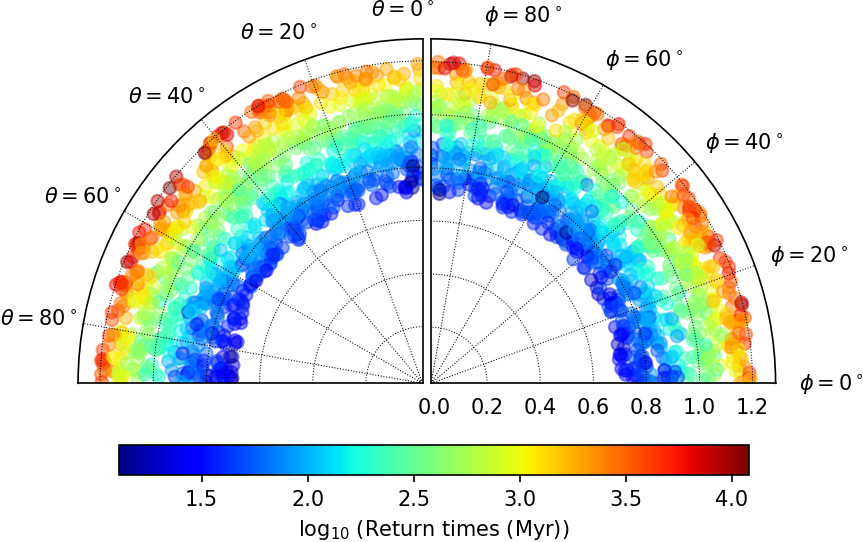 θ = 0°
ϕ = 80°
θ = 20°
ϕ = 60°
θ = 40°
ϕ = 40°
θ = 60°
ϕ = 20°
θ = 80°
ϕ = 0°
0.0 0.2 0.4 0.6 0.8 1.0 1.2
1.5 2.0 2.5 3.0 3.5 4.0
log₁₀ (Return times (Myr))